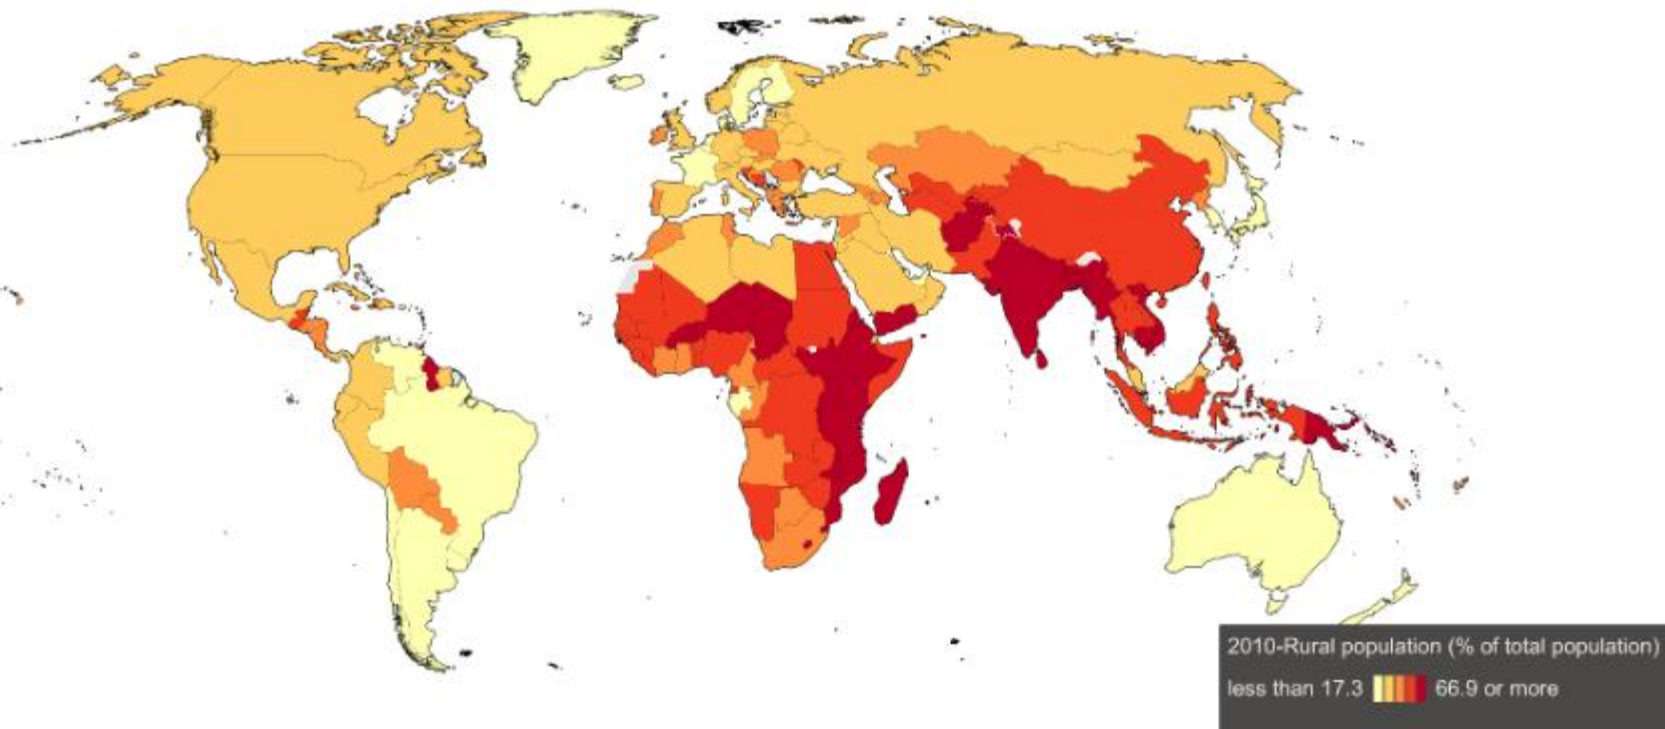 2010-Rural population (% of total population)
less than 17.3 66.9 or more